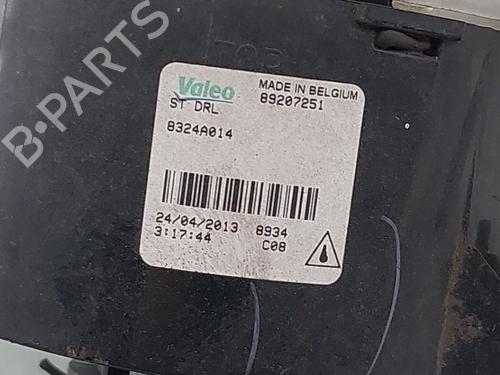 B-PARTS
TOP
Valeo
MADE IN BELGIUM
ST DRL
89207251
8324A014
24/04/2013 8934
3:17:44 C08